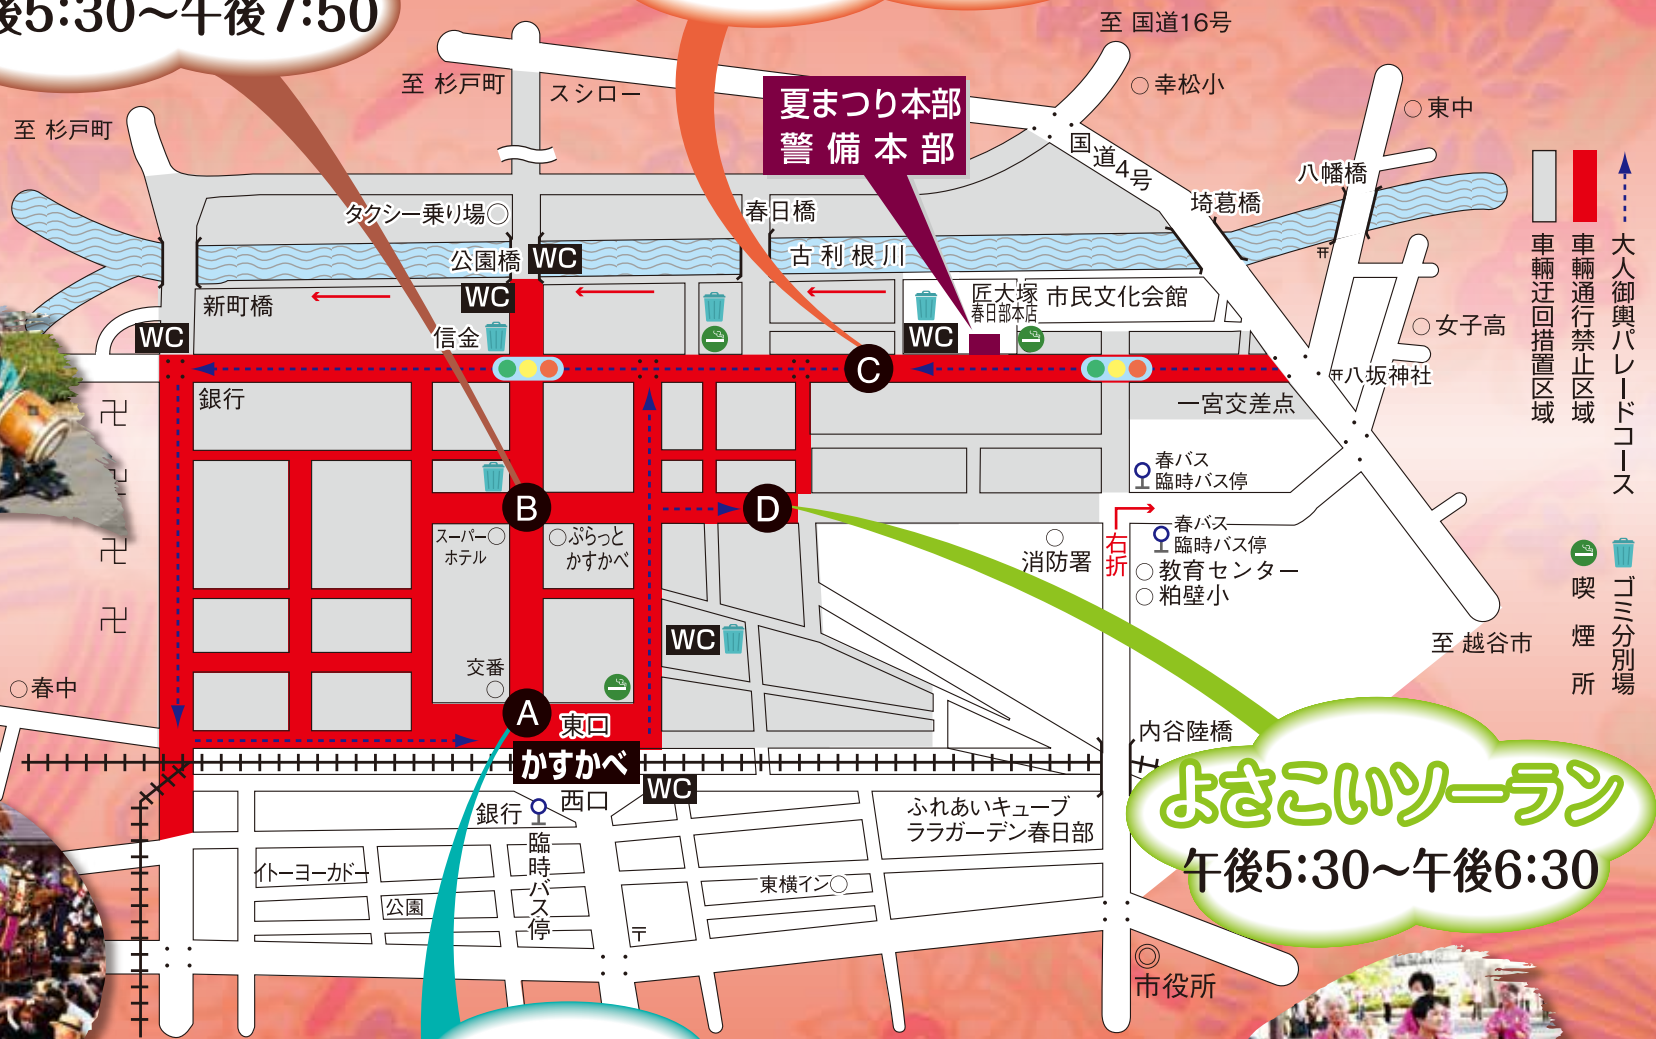 後5:30〜午後7:50
至 国道16号
至 杉戸町
スシロー
幸松小
東中
夏まつり本部
警備本部
至 杉戸町
国道4号
八幡橋
埼葛橋
タクシー乗り場
春日橋
公園橋
WC
古利根川
新町橋
WC
匠大塚
春日部本店
市民文化会館
WC
信金
WC
女子高
C
八坂神社
銀行
一宮交差点
春バス
臨時バス停
B
D
スーパー
ホテル
ぷらっと
かすかべ
消防署
右折
春バス
臨時バス停
教育センター
粕壁小
WC
至 越谷市
交番
春中
A
東口
内谷陸橋
かすかべ
西口
WC
銀行
臨時バス停
ふれあいキューブ
ララガーデン春日部
イトーヨーカドー
東横イン
公園
〒
市役所
よさこいソーラン
午後5:30〜午後6:30
大人御輿パレードコース
車輛通行禁止区域
車輛迂回措置区域
ゴミ分別場
喫煙所